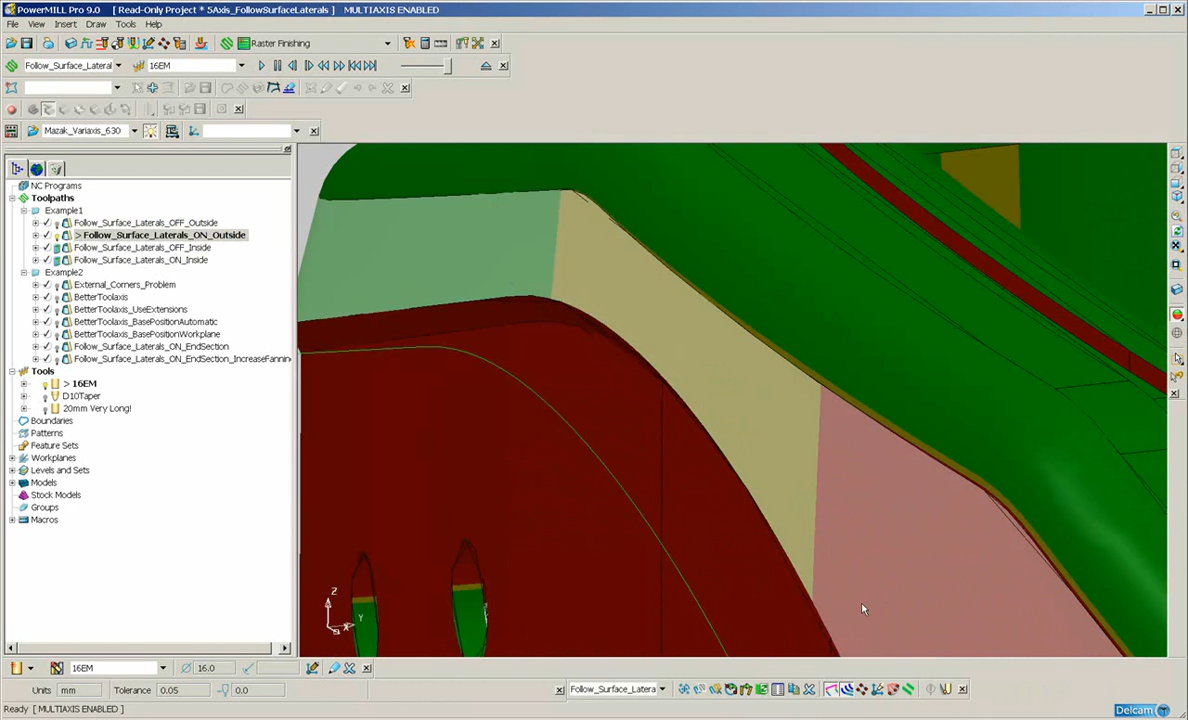 PowerMILL Pro 9.0    [ Read-Only Project * 5Axis_FollowSurfaceLaterals ]    MULTIAXIS ENABLED
File View Insert Draw Tools Help
Raster Finishing
Follow_Surface_Lateral 16EM
Mazak_Variaxis_630
NC Programs
Toolpaths
Example1
Follow_Surface_Laterals_OFF_Outside
> Follow_Surface_Laterals_ON_Outside
Follow_Surface_Laterals_OFF_Inside
Follow_Surface_Laterals_ON_Inside
Example2
External_Corners_Problem
BetterToolaxis
BetterToolaxis_UseExtensions
BetterToolaxis_BasePositionAutomatic
BetterToolaxis_BasePositionWorkplane
Follow_Surface_Laterals_ON_EndSection
Follow_Surface_Laterals_ON_EndSection_IncreaseFannin
Tools
> 16EM
D10Taper
20mm Very Long!
Boundaries
Patterns
Feature Sets
Workplanes
Levels and Sets
Models
Stock Models
Groups
Macros
Z
Y
X
16EM 16.0
Units mm Tolerance 0.05 0.0 Follow_Surface_Latera
Ready [ MULTIAXIS ENABLED ] Delcam